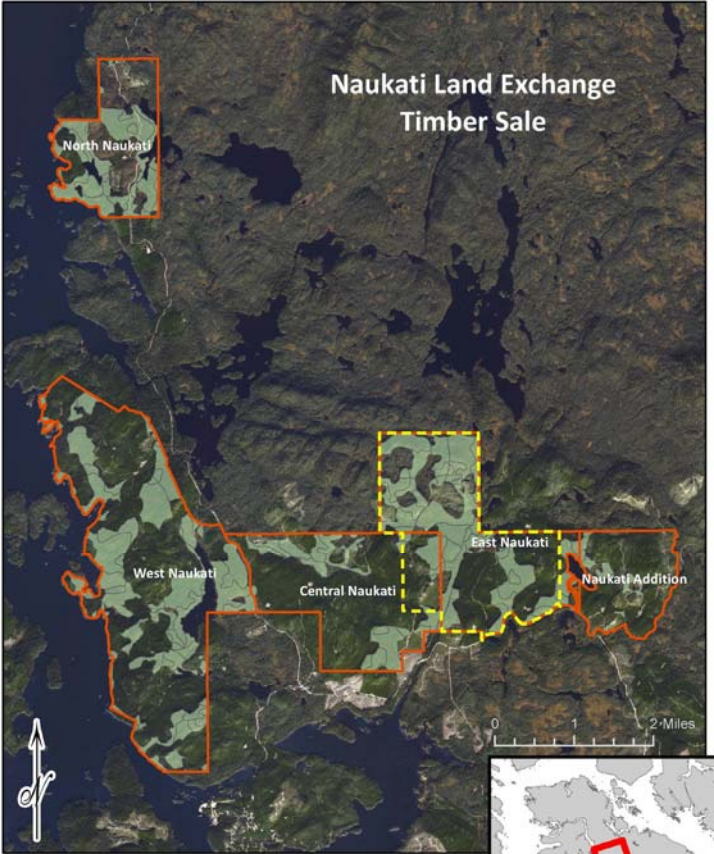 Naukati Land Exchange
Timber Sale
North Naukati
East Naukati
West Naukati
Central Naukati
Naukati Addition
0 1 2 Miles
N